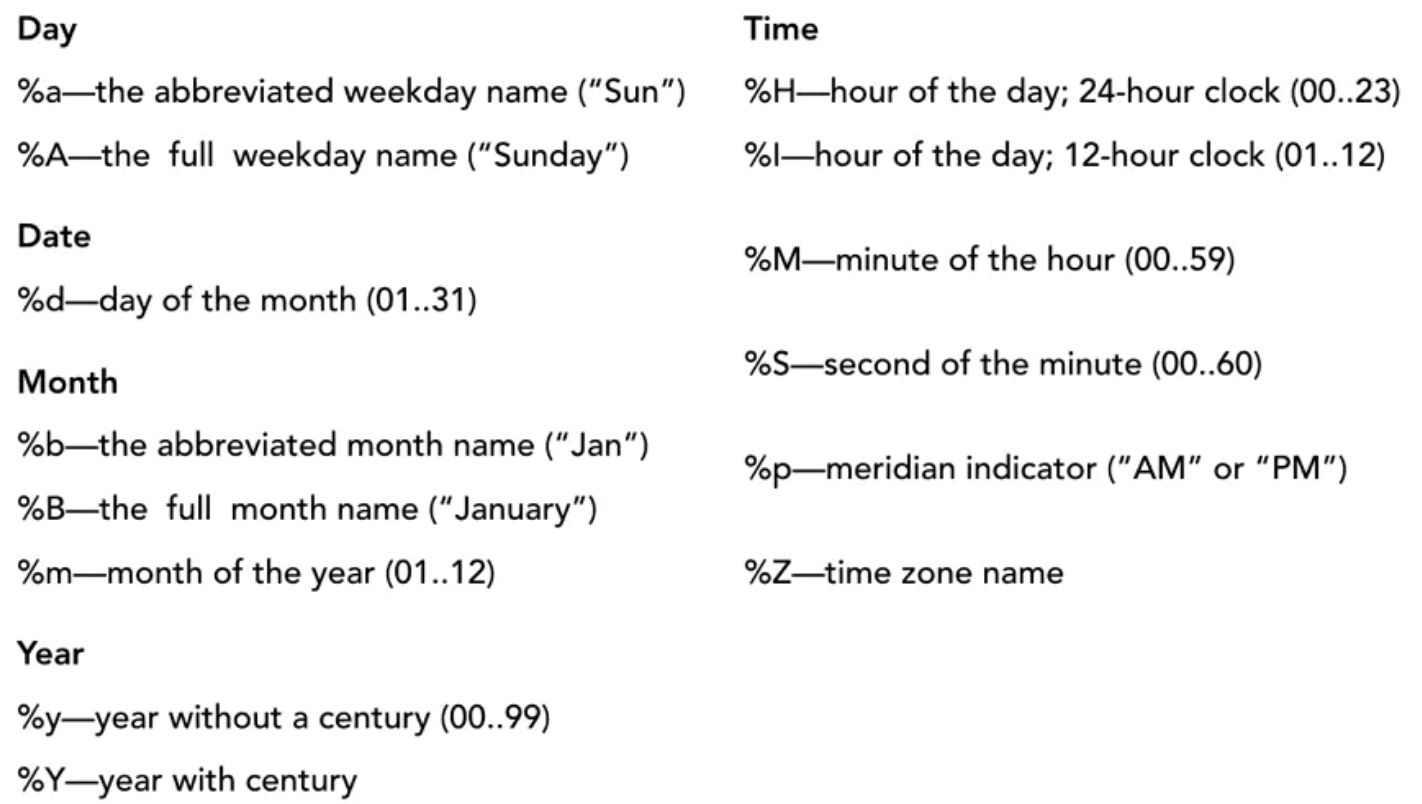 Day
%a—the abbreviated weekday name (”Sun”)
%A—the full weekday name (”Sunday”)
Date
%d—day of the month (01..31)
Month
%b—the abbreviated month name (”Jan”)
%B—the full month name (”January”)
%m—month of the year (01..12)
Year
%y—year without a century (00..99)
%Y—year with century
Time
%H—hour of the day; 24-hour clock (00..23)
%I—hour of the day; 12-hour clock (01..12)
%M—minute of the hour (00..59)
%S—second of the minute (00..60)
%p—meridian indicator (”AM” or “PM”)
%Z—time zone name